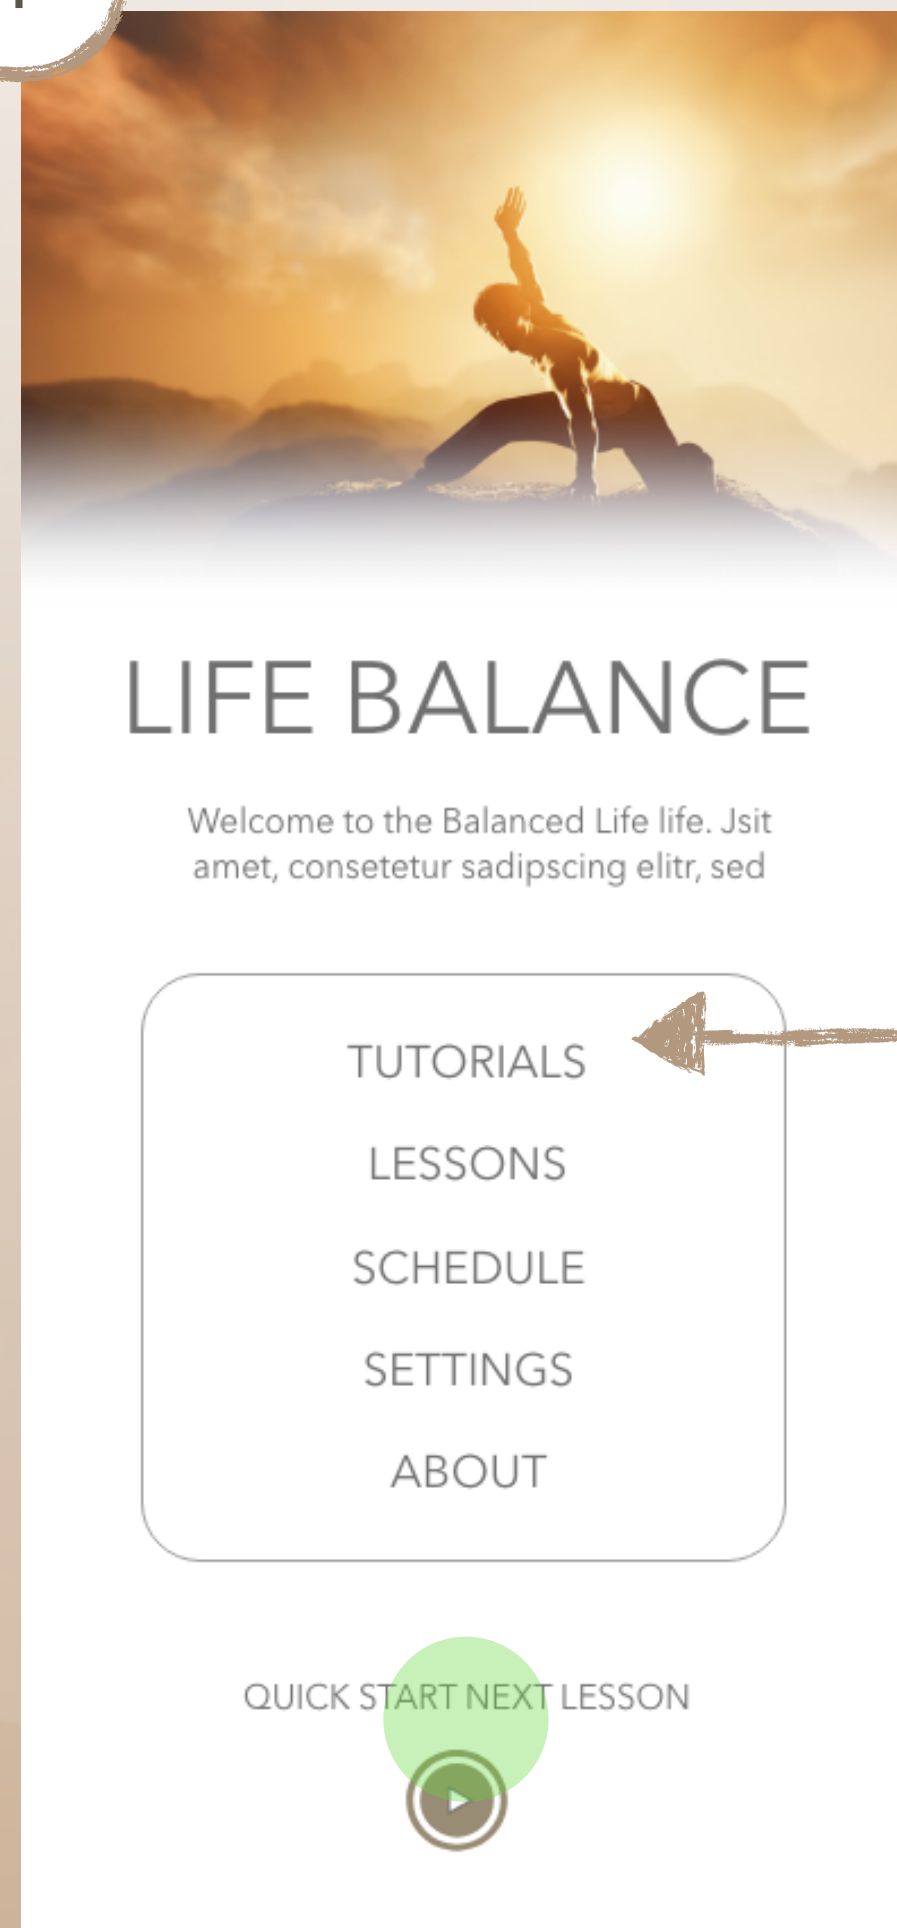 LIFE BALANCE
Welcome to the Balanced Life life. Jsit
amet, consetetur sadipscing elitr, sed
TUTORIALS
LESSONS
SCHEDULE
SETTINGS
ABOUT
QUICK START NEXT LESSON